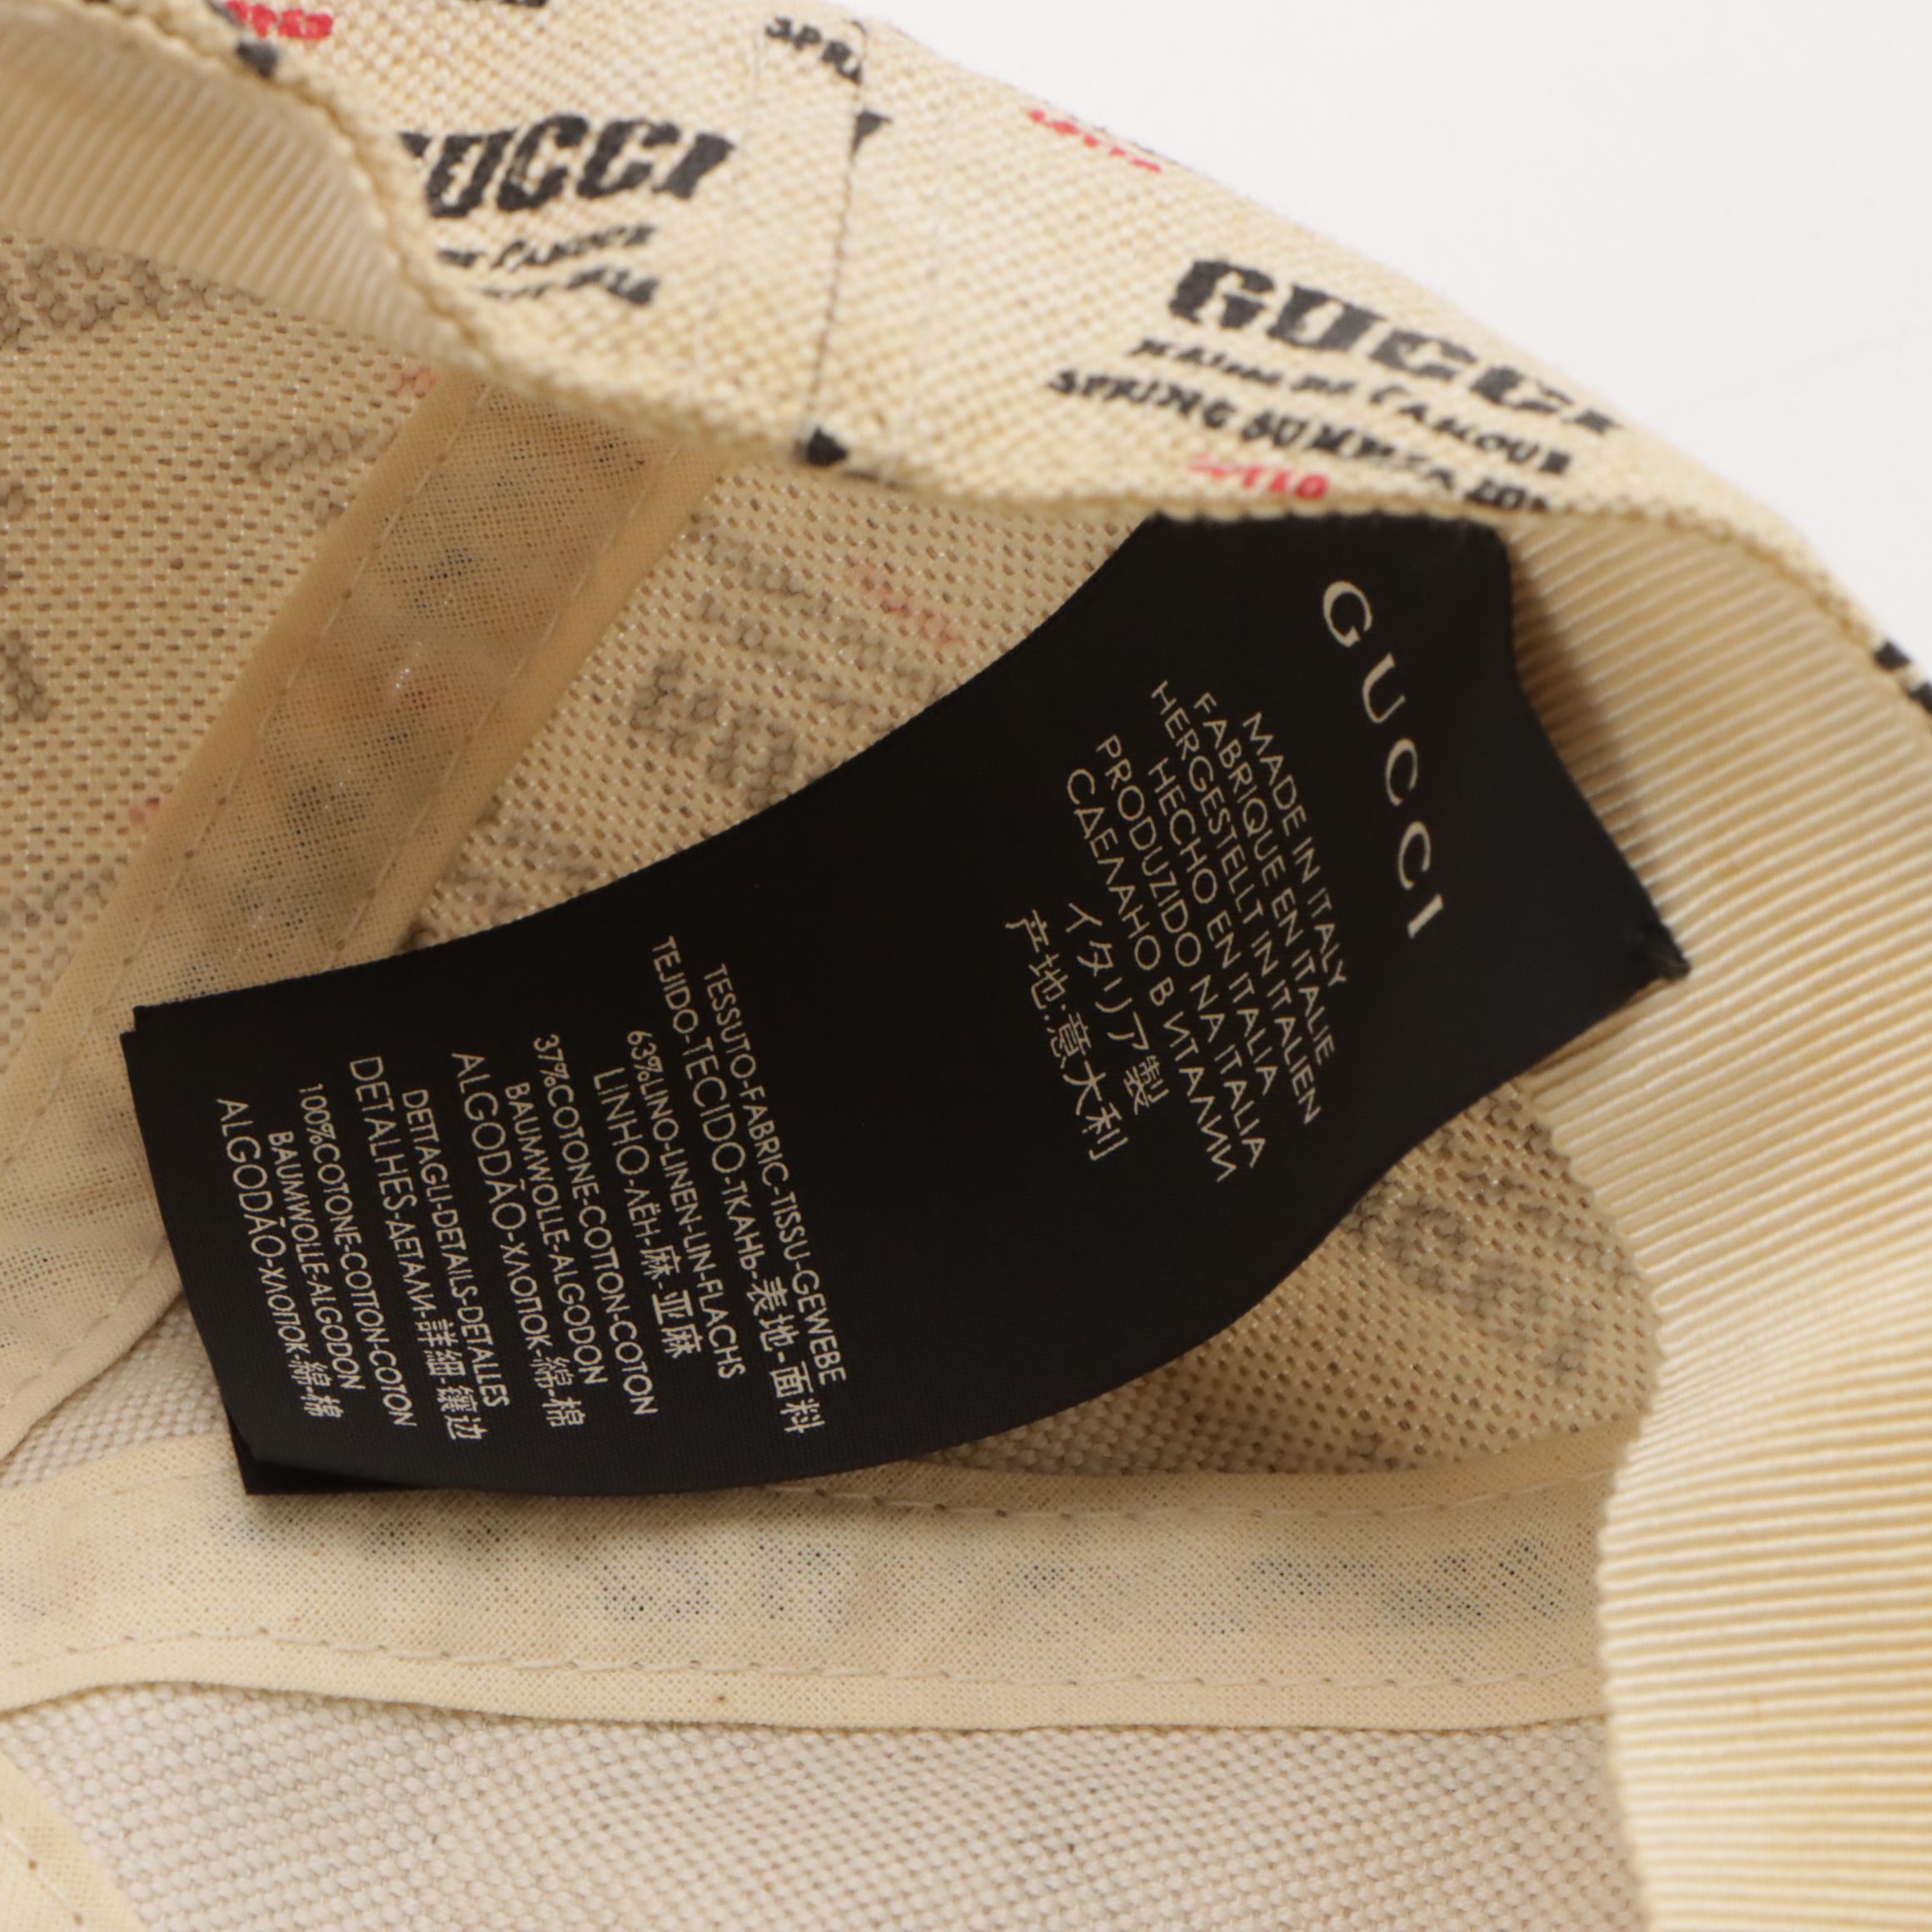 GUCCI
SPRING SUMMER
GUCCI
MADE IN ITALY
FABRIQUE EN ITALIE
HERGESTELLT IN ITALIEN
HECHO EN ITALIA
PRODUZIDO NA ITALIA
СДЕЛАНО В ИТАЛИИ
イタリア製
产地:意大利
TESSUTO-FABRIC-TISSU-GEWEBE
TEJIDO-TECIDO-ТКАНЬ-表地-面料
63%LINO-LINEN-LIN-FLACHS
LINHO-ЛЁН-麻-亚麻
37%COTONE-COTTON-COTON
BAUMWOLLE-ALGODON
ALGODÃO-ХЛОПОК-綿-棉
DETTAGLI-DETAILS-DETALLES
DETALHES-ДЕТАЛИ-詳細-镶边
100%COTONE-COTTON-COTON
BAUMWOLLE-ALGODON
ALGODÃO-ХЛОПОК-綿-棉